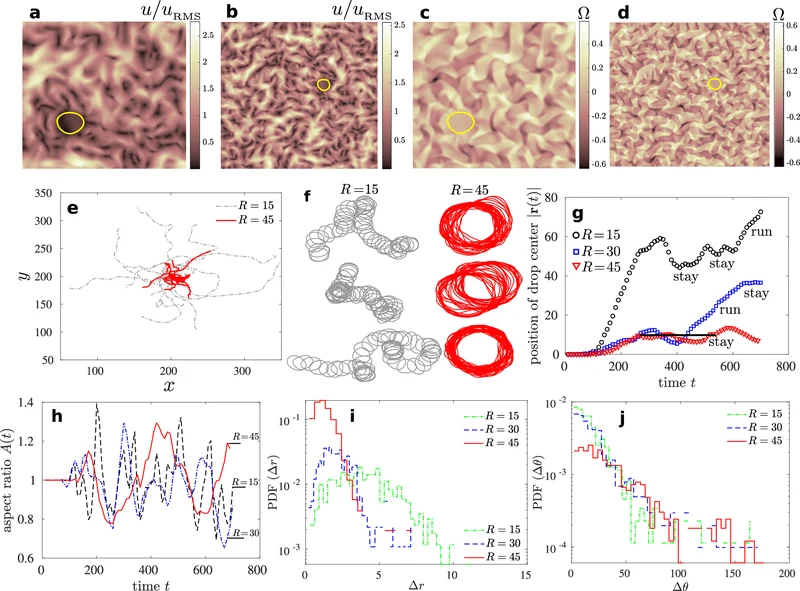 a
u/u_RMS
2.5
2
1.5
1
0.5
b
u/u_RMS
2.5
2
1.5
1
0.5
c
Ω
0.6
0.4
0.2
0
-0.2
-0.4
-0.6
d
Ω
0.6
0.4
0.2
0
-0.2
-0.4
-0.6
e
R = 15
R = 45
350
300
250
200
150
100
50
y
100
200
300
x
f
R=15
R=45
g
R=15
R=30
R=45
80
60
40
20
0
position of drop center |r(t)|
stay
stay
run
run
stay
stay
0
200
400
600
800
time t
h
1.4
1.2
1
0.8
0.6
aspect ratio A(t)
R=45
R=15
R=30
0
200
400
600
800
time t
i
R = 15
R = 30
R = 45
10⁻¹
10⁻²
10⁻³
PDF (Δr)
R = 15
R = 30
R = 45
0
5
10
15
Δr
j
R = 15
R = 30
R = 45
10⁻²
10⁻³
10⁻⁴
PDF (Δθ)
0
50
100
150
200
Δθ